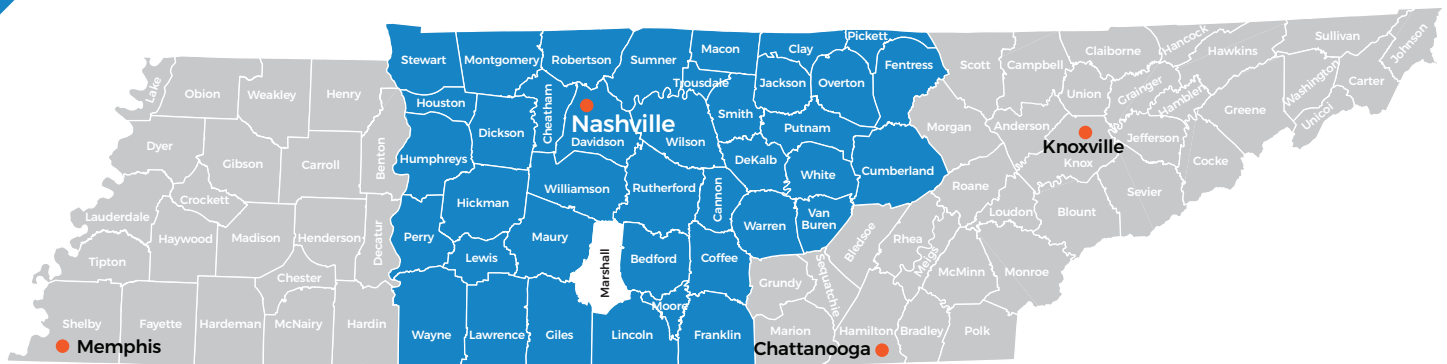 Stewart
Montgomery
Robertson
Sumner
Macon
Clay
Pickett
Fentress
Scott
Campbell
Claiborne
Hancock
Hawkins
Sullivan
Johnson
Lake
Obion
Weakley
Henry
Houston
Dickson
Cheatham
Nashville
Davidson
Trousdale
Wilson
Smith
Jackson
Overton
Putnam
Morgan
Anderson
Union
Grainger
Hamblen
Greene
Washington
Unicoi
Carter
Dyer
Gibson
Carroll
Benton
Humphreys
DeKalb
White
Cumberland
Knoxville
Knox
Jefferson
Cocke
Sevier
Crockett
Lauderdale
Haywood
Madison
Henderson
Decatur
Perry
Hickman
Williamson
Rutherford
Cannon
Warren
Van
Buren
Roane
Loudon
Blount
Tipton
Chester
Lewis
Maury
Marshall
Bedford
Coffee
Grundy
Sequatchie
Bledsoe
Rhea
Meigs
McMinn
Monroe
Shelby
Fayette
Hardeman
McNairy
Hardin
Wayne
Lawrence
Giles
Lincoln
Moore
Franklin
Marion
Hamilton
Bradley
Polk
Memphis
Chattanooga